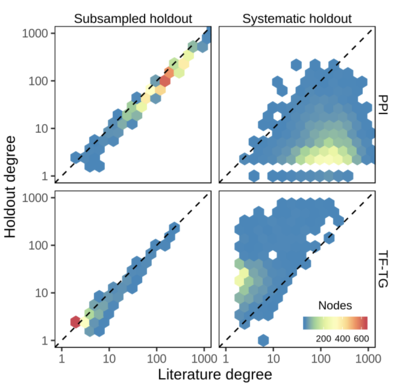 Subsampled holdout
Systematic holdout
1000
100
10
1
PPI
Holdout degree
1000
100
10
1
TF-TG
Nodes
200 400 600
1 10 100 1000
1 10 100 1000
Literature degree